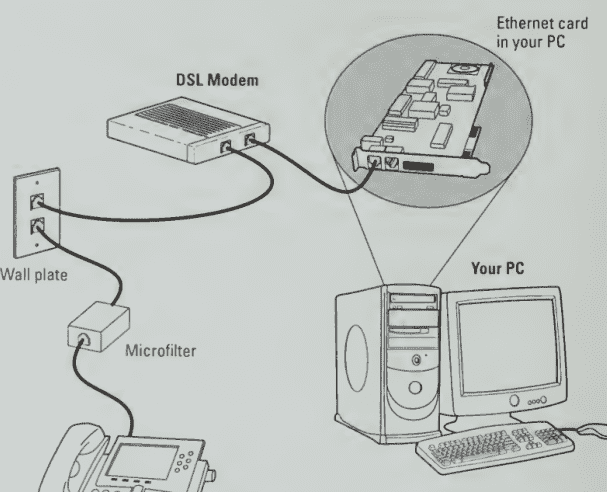 Ethernet card
in your PC
DSL Modem
Wall plate
Your PC
Microfilter